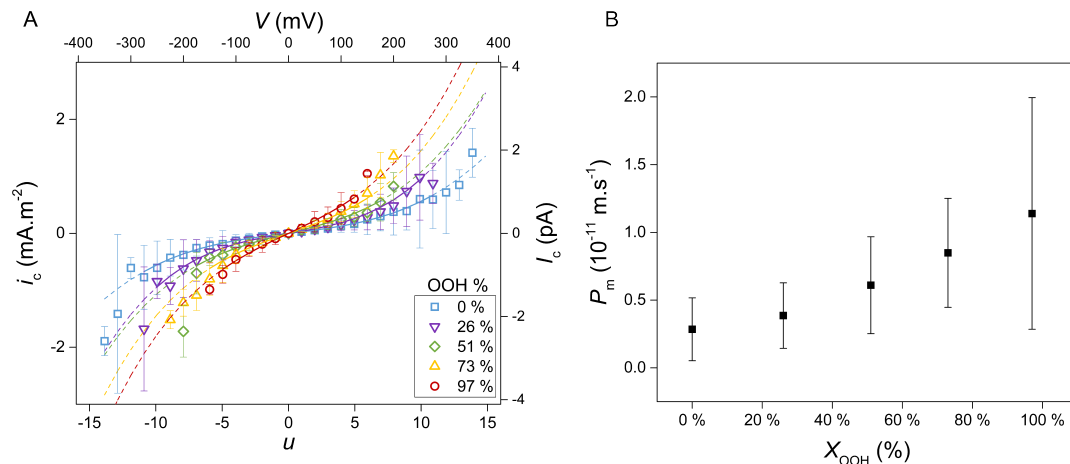 A
V (mV)
-400 -300 -200 -100 0 100 200 300 400
i_c (mA.m^-2)
2
0
-2
I_c (pA)
4
2
0
-2
-4
OOH %
0 %
26 %
51 %
73 %
97 %
-15 -10 -5 0 5 10 15
u
B
P_m (10^-11 m.s^-1)
2.0
1.5
1.0
0.5
0.0
0 % 20 % 40 % 60 % 80 % 100 %
X_OOH (%)